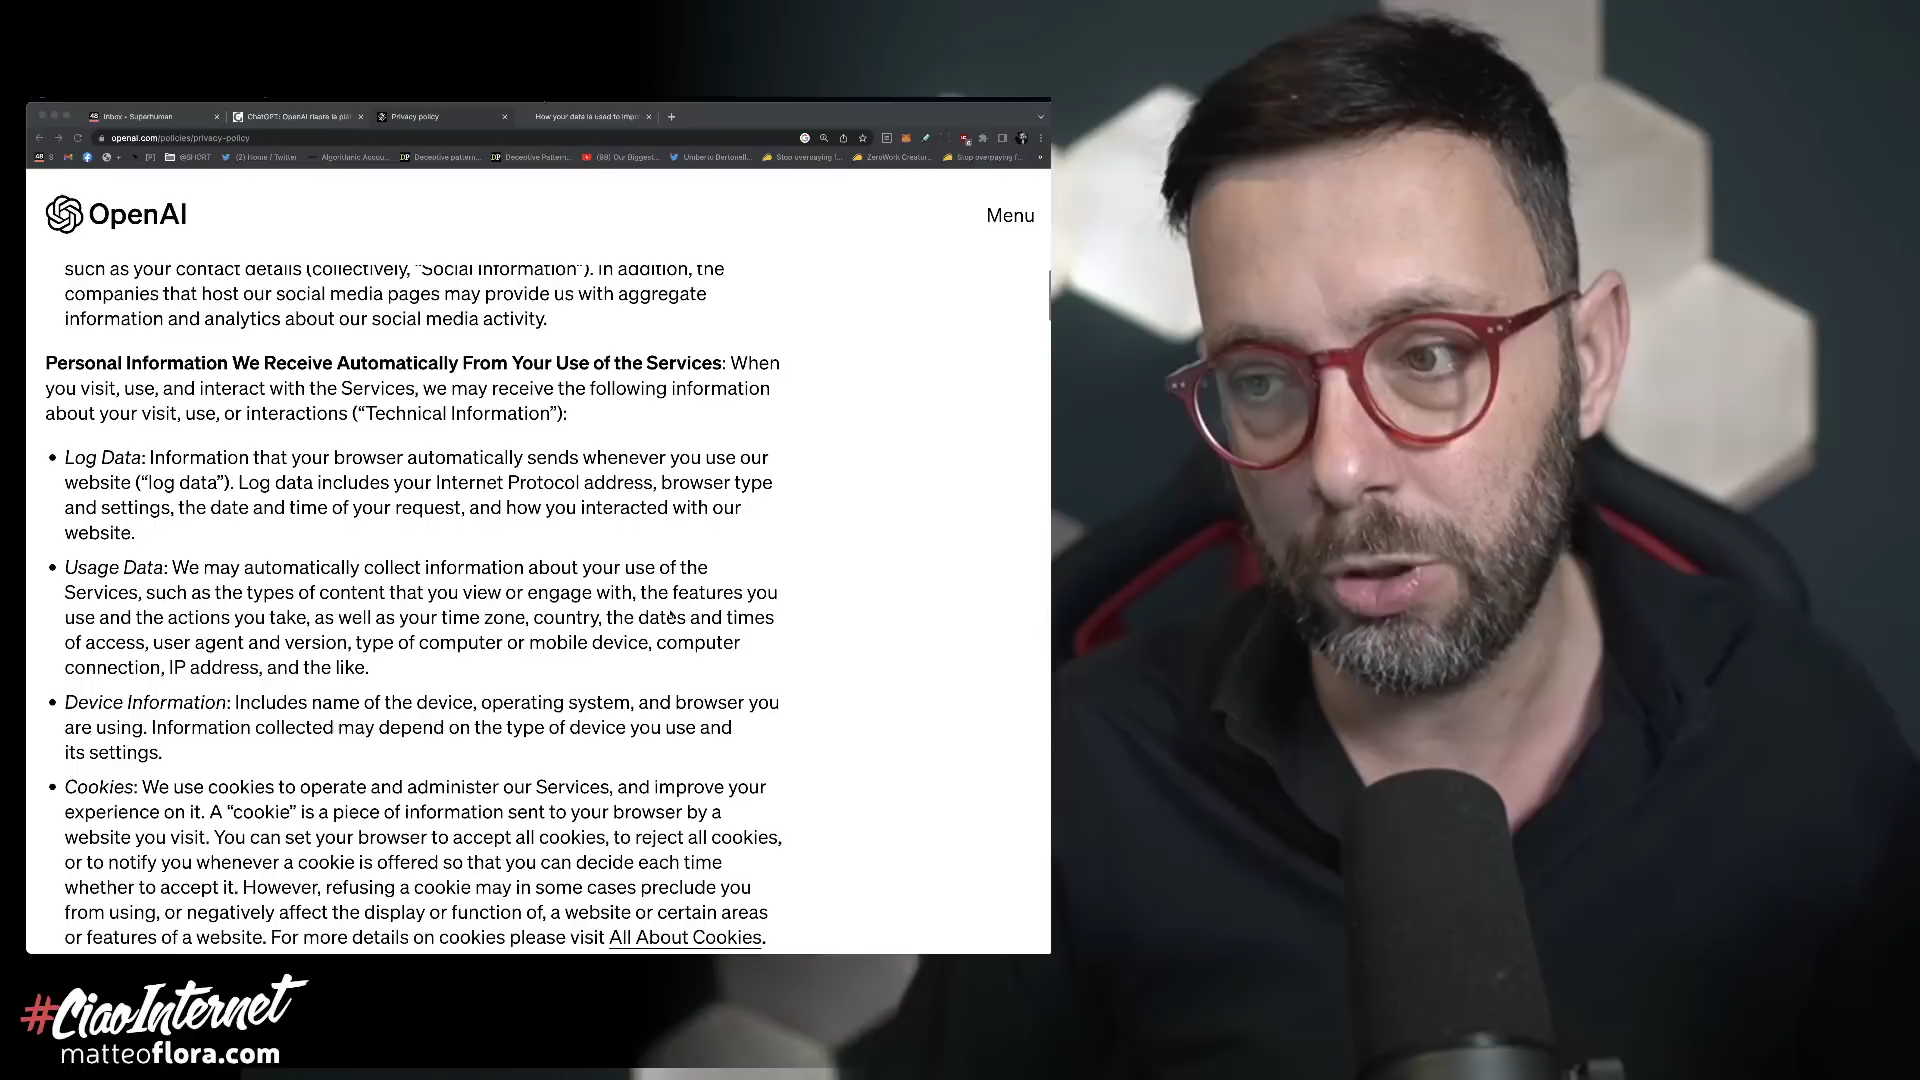 Inbox - Superhuman
ChatGPT: OpenAI riapre la pia
Privacy policy
How your data is used to impr
openai.com/policies/privacy-policy
S
[P]
@SHORT
(2) Home / Twitter
Algorithmic Accou...
Deceptive pattern...
Deceptive Pattern...
(98) Our Biggest...
Umberto Bertonell...
Stop overpaying 1...
ZeroWork Creator...
Stop overpaying f...
OpenAI
Menu
such as your contact details (collectively, “Social Information”). In addition, the
companies that host our social media pages may provide us with aggregate
information and analytics about our social media activity.
Personal Information We Receive Automatically From Your Use of the Services: When
you visit, use, and interact with the Services, we may receive the following information
about your visit, use, or interactions (“Technical Information”):
• Log Data: Information that your browser automatically sends whenever you use our
website (“log data”). Log data includes your Internet Protocol address, browser type
and settings, the date and time of your request, and how you interacted with our
website.
• Usage Data: We may automatically collect information about your use of the
Services, such as the types of content that you view or engage with, the features you
use and the actions you take, as well as your time zone, country, the dates and times
of access, user agent and version, type of computer or mobile device, computer
connection, IP address, and the like.
• Device Information: Includes name of the device, operating system, and browser you
are using. Information collected may depend on the type of device you use and
its settings.
• Cookies: We use cookies to operate and administer our Services, and improve your
experience on it. A “cookie” is a piece of information sent to your browser by a
website you visit. You can set your browser to accept all cookies, to reject all cookies,
or to notify you whenever a cookie is offered so that you can decide each time
whether to accept it. However, refusing a cookie may in some cases preclude you
from using, or negatively affect the display or function of, a website or certain areas
or features of a website. For more details on cookies please visit All About Cookies.
#CiaoInternet
matteoflora.com